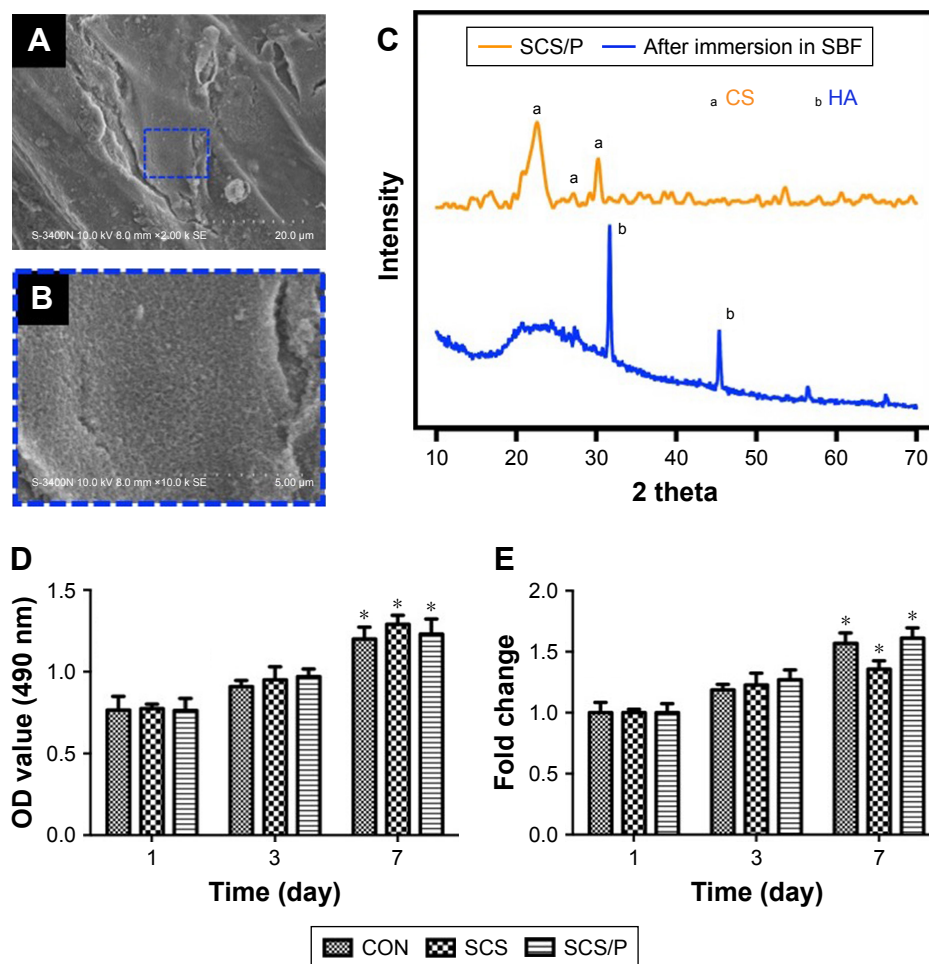 A
S-3400N 10.0 kV 8.0 mm ×2.00 k SE
20.0 µm
B
S-3400N 10.0 kV 8.0 mm ×10.0 k SE
5.00 µm
C
SCS/P
After immersion in SBF
a CS
b HA
a
a
a
b
b
Intensity
10 20 30 40 50 60 70
2 theta
D
OD value (490 nm)
1.5
1.0
0.5
0.0
* * *
1 3 7
Time (day)
E
Fold change
2.0
1.5
1.0
0.5
0.0
* * *
1 3 7
Time (day)
CON SCS SCS/P